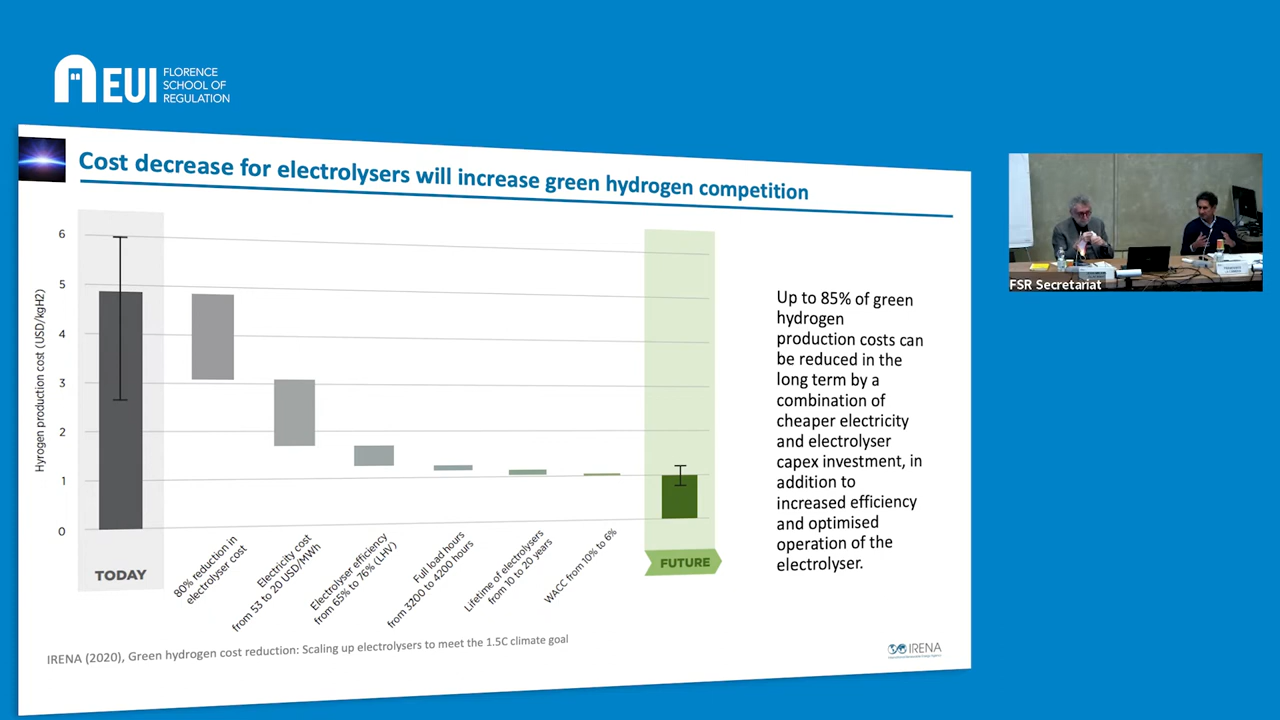 EUI
FLORENCE
SCHOOL OF
REGULATION
Cost decrease for electrolysers will increase green hydrogen competition
Hyrogen production cost (USD/kgH2)
6
5
4
3
2
1
0
TODAY
80% reduction in
electrolyser cost
Electricity cost
from 53 to 20 USD/MWh
Electrolyser efficiency
from 65% to 76% (LHV)
Full load hours
from 3200 to 4200 hours
Lifetime of electrolysers
from 10 to 20 years
WACC from 10% to 6%
FUTURE
Up to 85% of green
hydrogen
production costs can
be reduced in the
long term by a
combination of
cheaper electricity
and electrolyser
capex investment, in
addition to
increased efficiency
and optimised
operation of the
electrolyser.
IRENA (2020), Green hydrogen cost reduction: Scaling up electrolysers to meet the 1.5C climate goal
IRENA
FSR Secretariat